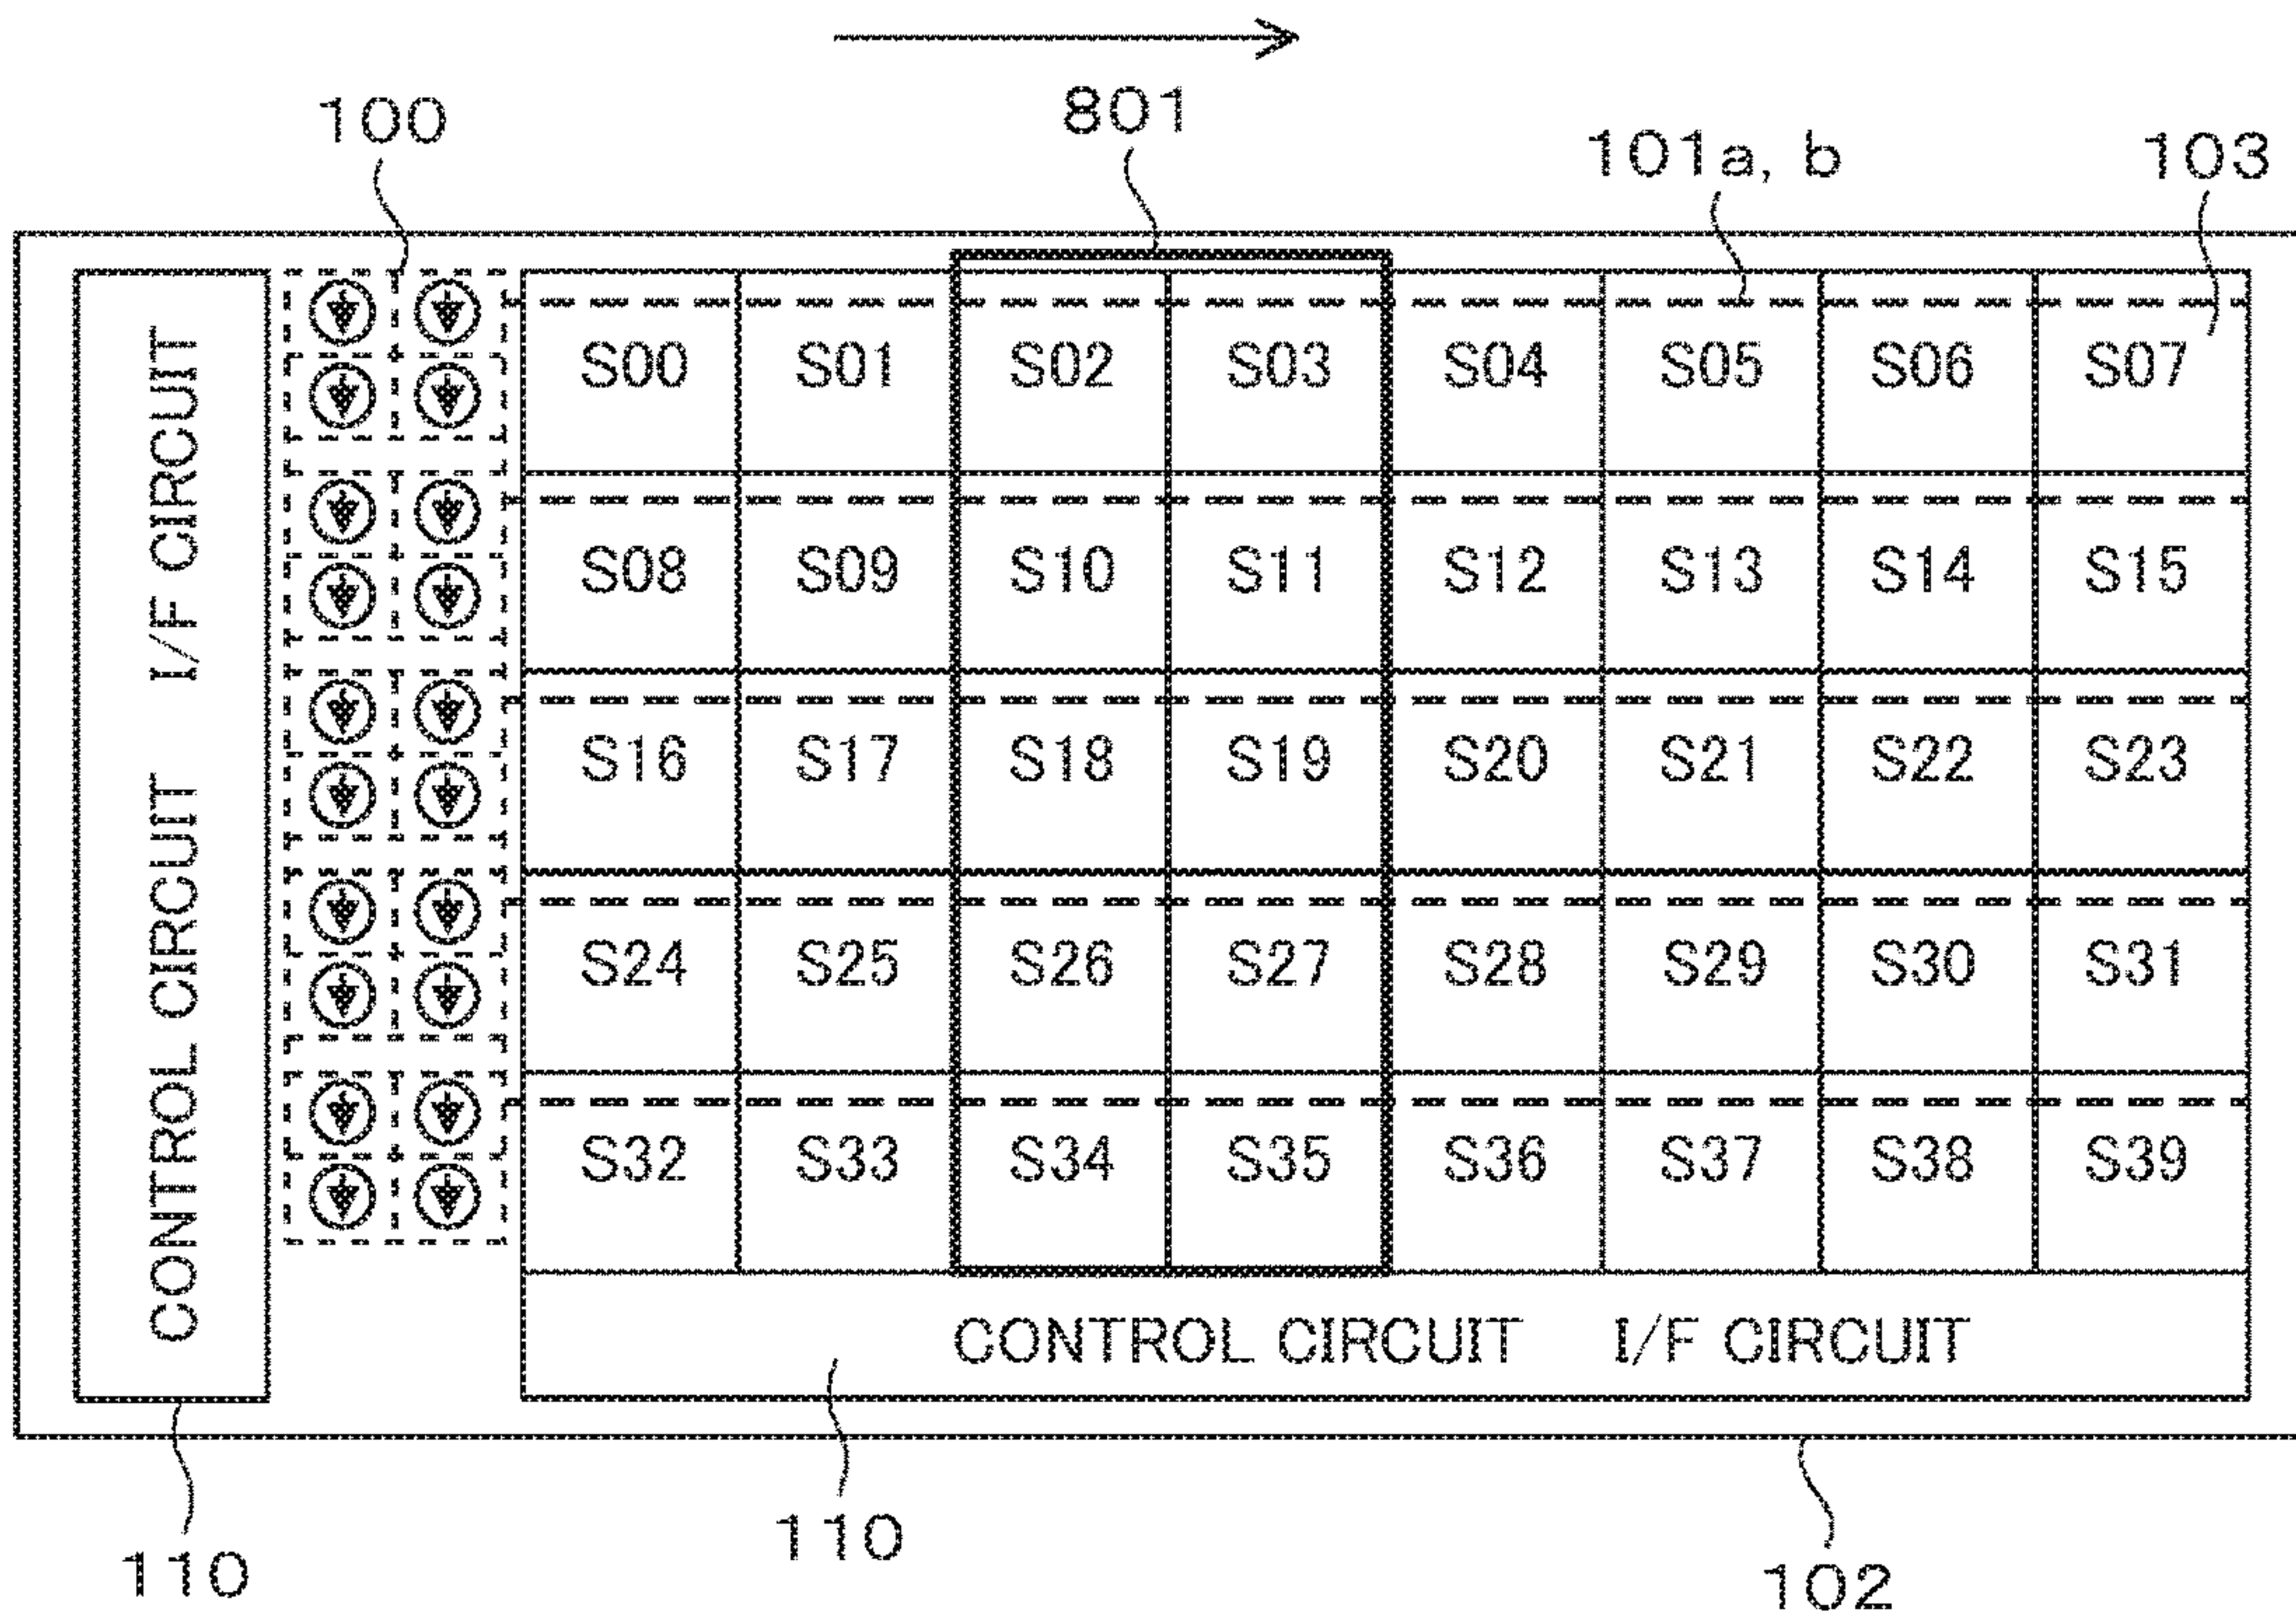 801
100
101a, b
103
CONTROL CIRCUIT I/F CIRCUIT
S00 S01 S02 S03 S04 S05 S06 S07
S08 S09 S10 S11 S12 S13 S14 S15
S16 S17 S18 S19 S20 S21 S22 S23
S24 S25 S26 S27 S28 S29 S30 S31
S32 S33 S34 S35 S36 S37 S38 S39
CONTROL CIRCUIT I/F CIRCUIT
110
110
102